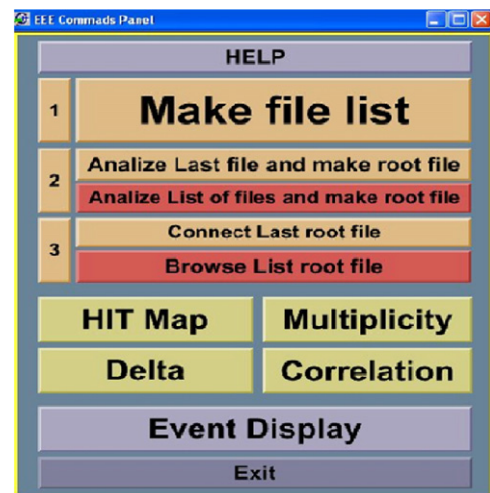 EEE Commads Panel
HELP
1
Make file list
2
Analize Last file and make root file
Analize List of files and make root file
3
Connect Last root file
Browse List root file
HIT Map
Multiplicity
Delta
Correlation
Event Display
Exit